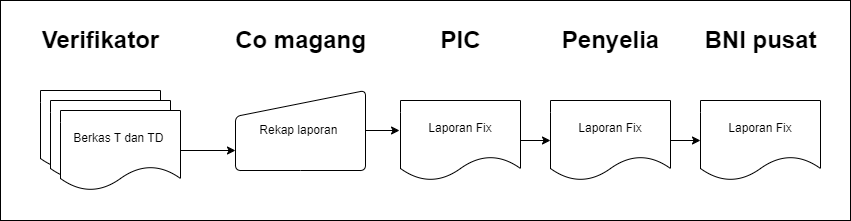 Verifikator
Co magang
PIC
Penyelia
BNI pusat
Berkas T dan TD
Rekap laporan
Laporan Fix
Laporan Fix
Laporan Fix